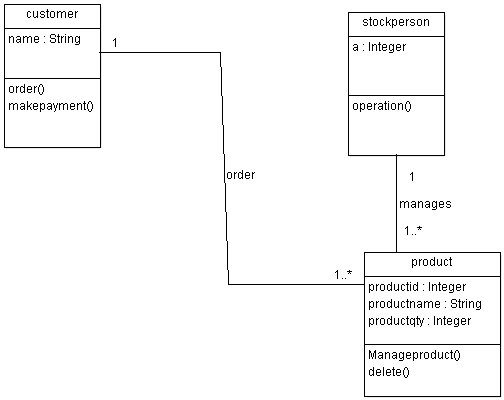 customer
name : String
order()
makepayment()
1
stockperson
a : Integer
operation()
order
1
manages
1..*
1..*
product
productid : Integer
productname : String
productqty : Integer
Manageproduct()
delete()